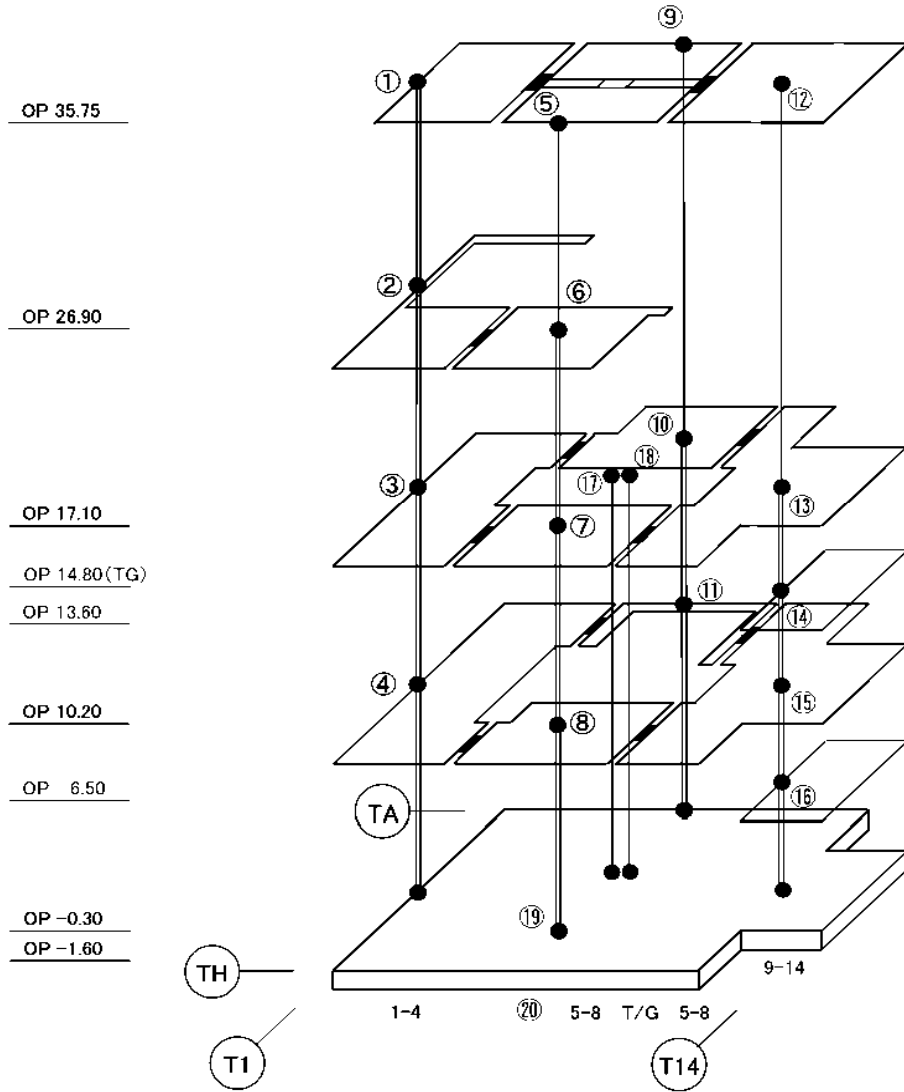 ⑨
①
⑤
⑫
OP 35.75
②
⑥
OP 26.90
⑩
⑱
⑰
③
⑬
OP 17.10
⑦
OP 14.80(TG)
⑪
OP 13.60
⑭
④
⑮
OP 10.20
⑧
OP 6.50
⑯
TA
OP -0.30
⑲
OP -1.60
TH
9-14
1-4 ⑳ 5-8 T/G 5-8
T1 T14